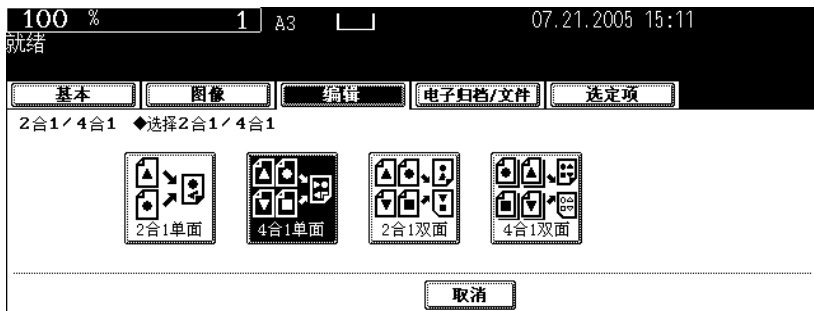 100 % 1 A3 07.21.2005 15:11
就绪
基本 图像 编辑 电子归档/文件 选定项
2合1/4合1 ◆选择2合1/4合1
2合1单面 4合1单面 2合1双面 4合1双面
取消